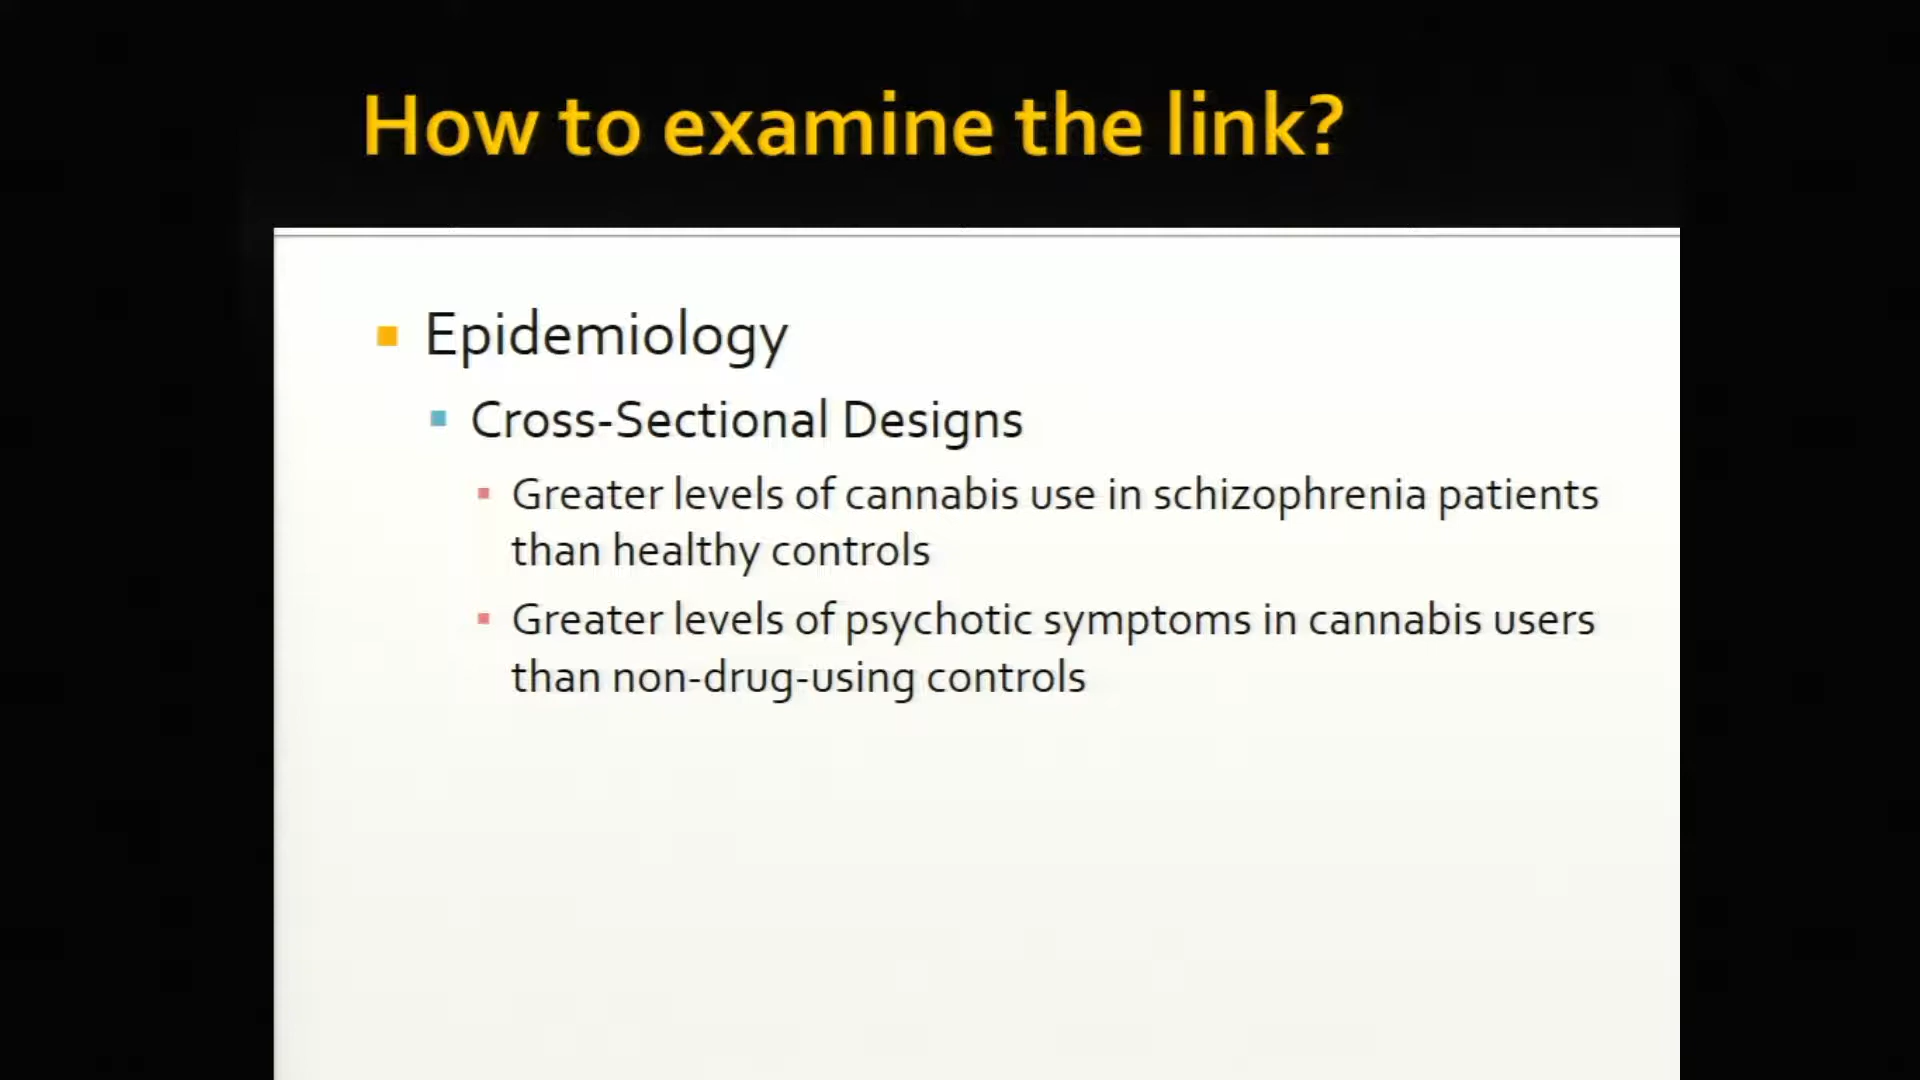 How to examine the link?
Epidemiology
Cross-Sectional Designs
Greater levels of cannabis use in schizophrenia patients
than healthy controls
Greater levels of psychotic symptoms in cannabis users
than non-drug-using controls